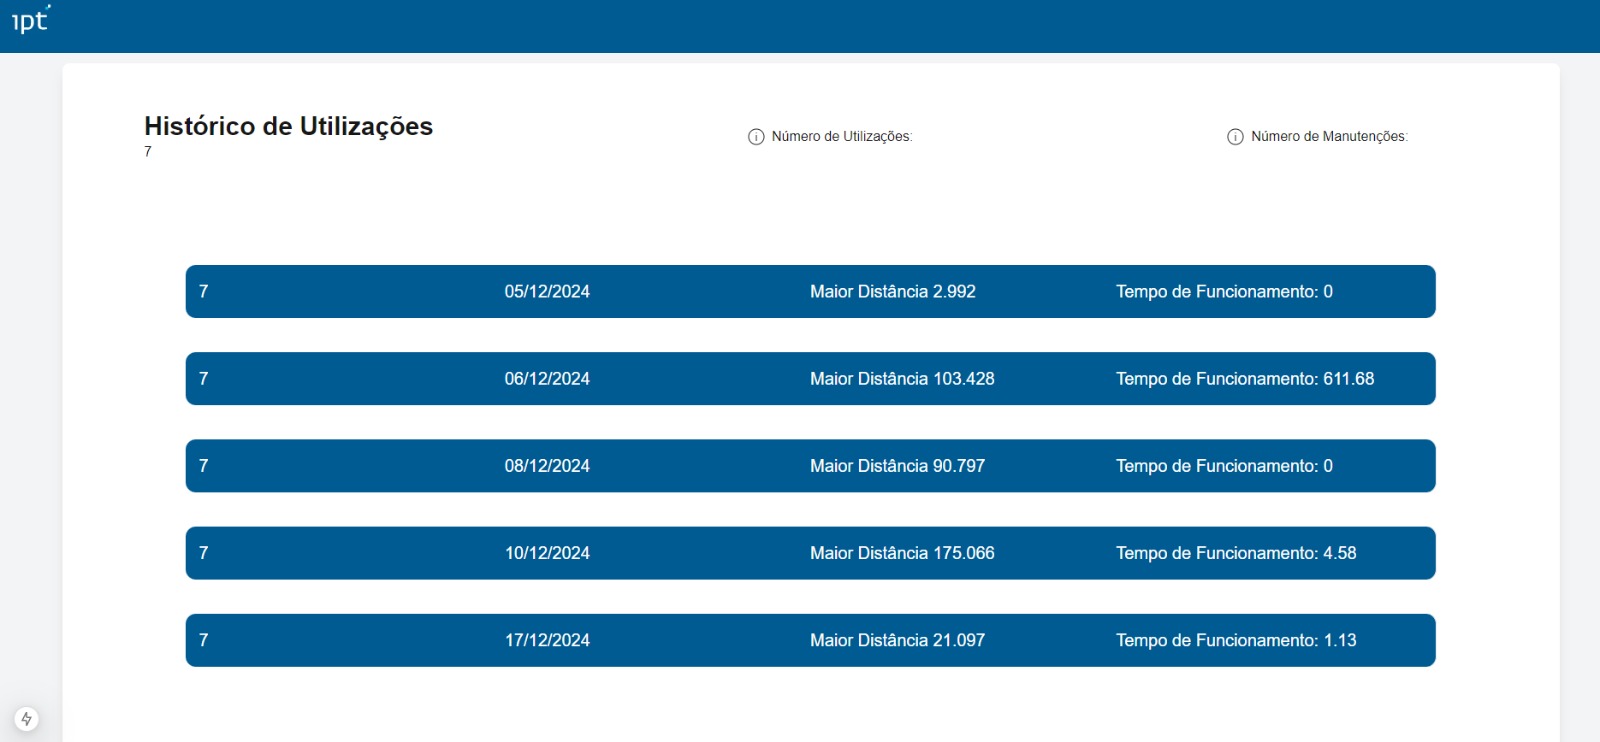 ipt
Histórico de Utilizações
7
Número de Utilizações:
Número de Manutenções:
7 05/12/2024 Maior Distância 2.992 Tempo de Funcionamento: 0
7 06/12/2024 Maior Distância 103.428 Tempo de Funcionamento: 611.68
7 08/12/2024 Maior Distância 90.797 Tempo de Funcionamento: 0
7 10/12/2024 Maior Distância 175.066 Tempo de Funcionamento: 4.58
7 17/12/2024 Maior Distância 21.097 Tempo de Funcionamento: 1.13